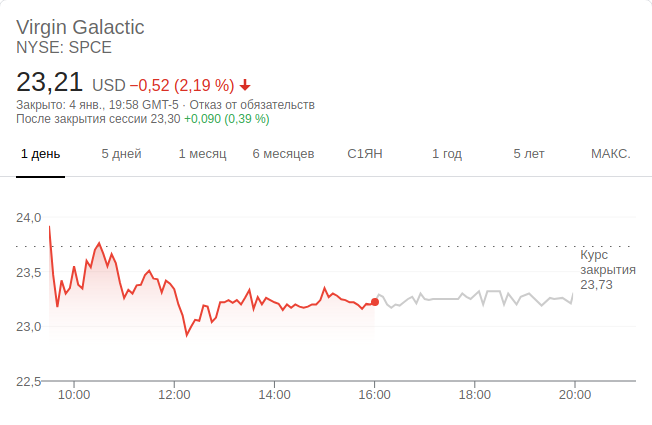 Virgin Galactic
NYSE: SPCE
23,21 USD −0,52 (2,19 %)
Закрыто: 4 янв., 19:58 GMT-5 · Отказ от обязательств
После закрытия сессии 23,30 +0,090 (0,39 %)
1 день 5 дней 1 месяц 6 месяцев С1ЯН 1 год 5 лет МАКС.
24,0
Курс
закрытия
23,73
23,5
23,0
22,5
10:00 12:00 14:00 16:00 18:00 20:00